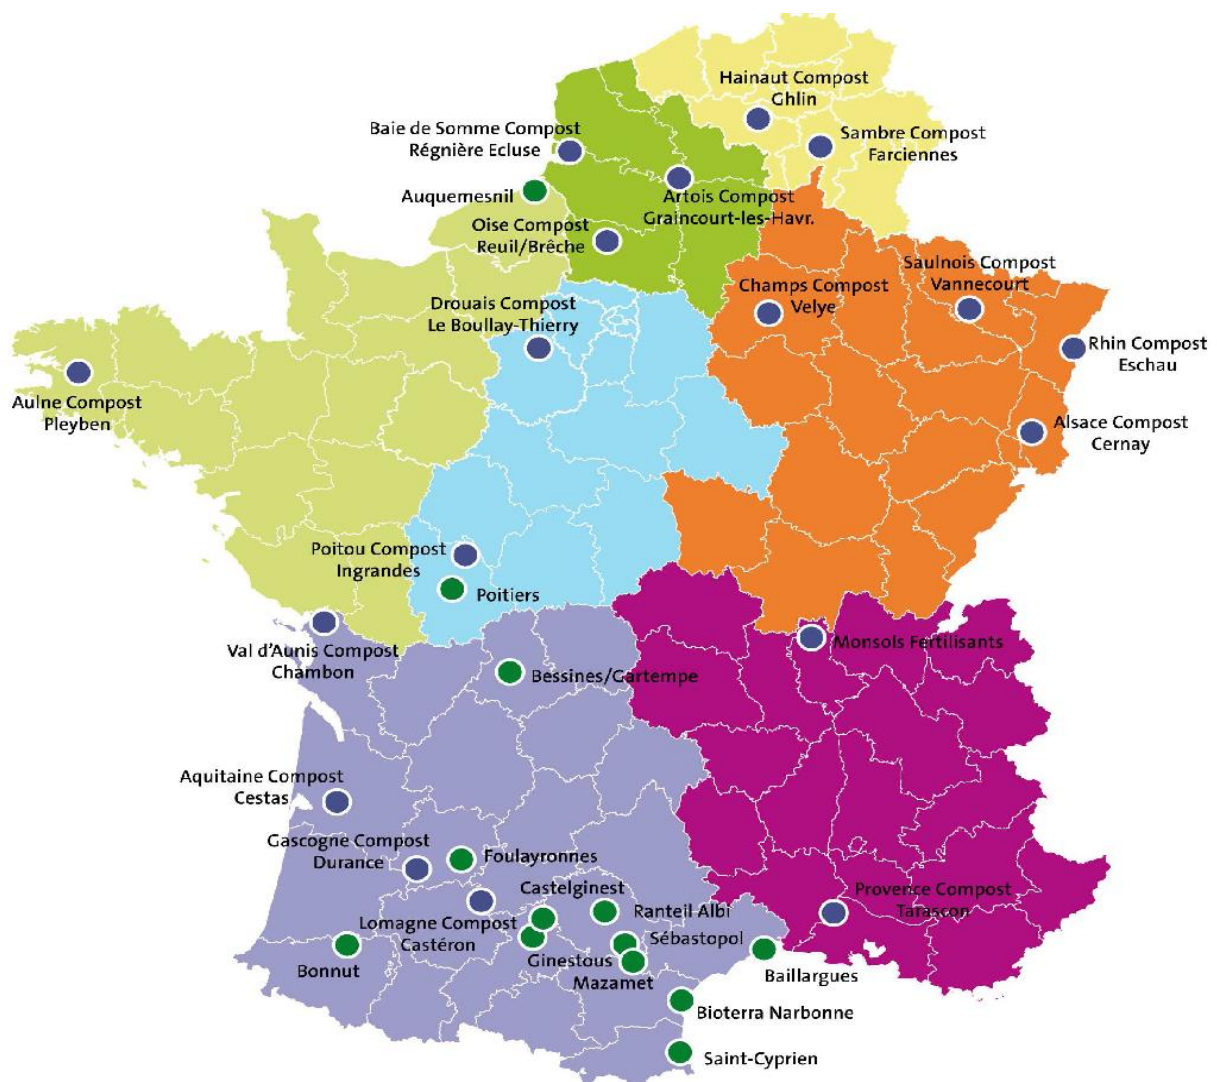 Hainaut Compost
Ghlin
Baie de Somme Compost
Régnière Ecluse
Sambre Compost
Farciennes
Auquemesnil
Artois Compost
Graincourt-les-Havr.
Oise Compost
Reuil/Brêche
Saulnois Compost
Vannecourt
Champs Compost
Velye
Drouais Compost
Le Boullay-Thierry
Rhin Compost
Eschau
Aulne Compost
Pleyben
Alsace Compost
Cernay
Poitou Compost
Ingrandes
Poitiers
Val d'Aunis Compost
Chambon
Monsols Fertilisants
Bessines/Gartempe
Aquitaine Compost
Cestas
Gascogne Compost
Durance
Foulayronnes
Castelginest
Provence Compost
Tarascon
Ranteil Albi
Lomagne Compost
Castéron
Sébastopol
Ginestous
Mazamet
Bonnut
Baillargues
Bioterra Narbonne
Saint-Cyprien